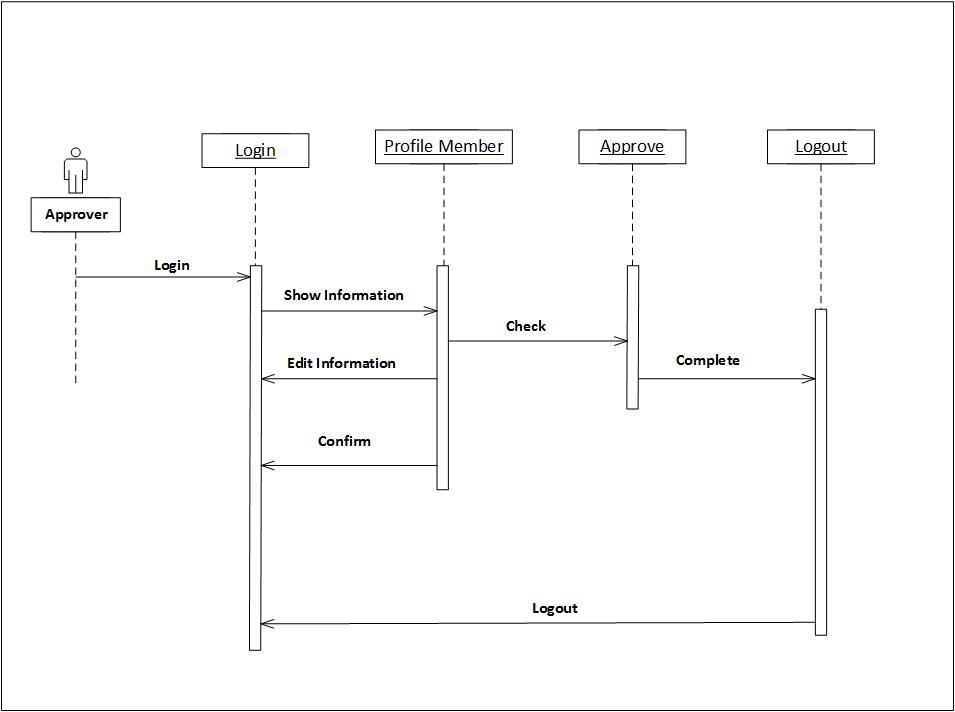 Login
Profile Member
Approve
Logout
Approver
Login
Show Information
Check
Edit Information
Complete
Confirm
Logout